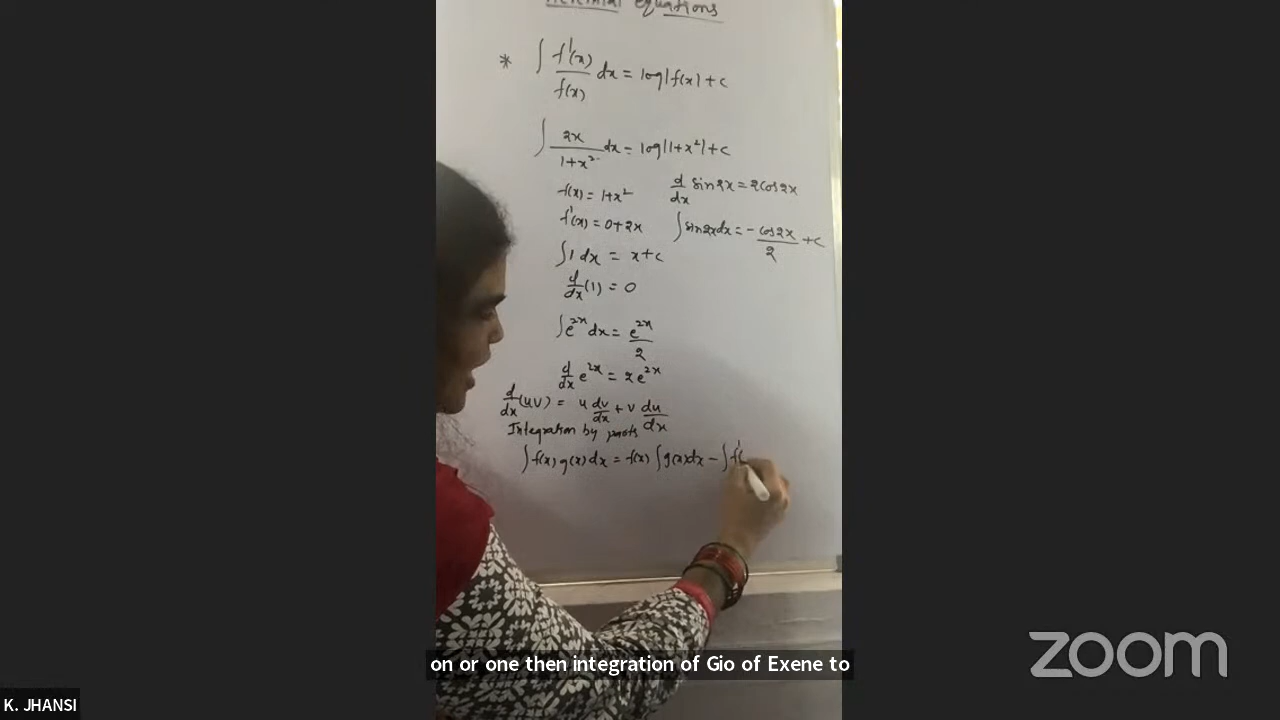 Differential equations
* ∫ f'(x)/f(x) dx = log|f(x)| + c
∫ 2x/(1+x²) dx = log|1+x²| + c
f(x) = 1+x²
d/dx sin2x = 2cos2x
f'(x) = 0+2x
∫sin2xdx = -cos2x/2 + c
∫1 dx = x+c
d/dx (1) = 0
∫e^2x dx = e^2x/2
d/dx e^2x = 2e^2x
d/dx (uv) = u dv/dx + v du/dx
Integration by parts
∫f(x) g(x) dx = f(x) ∫g(x)dx - ∫f'(
on or one then integration of Gio of Exene to
zoom
K. JHANSI